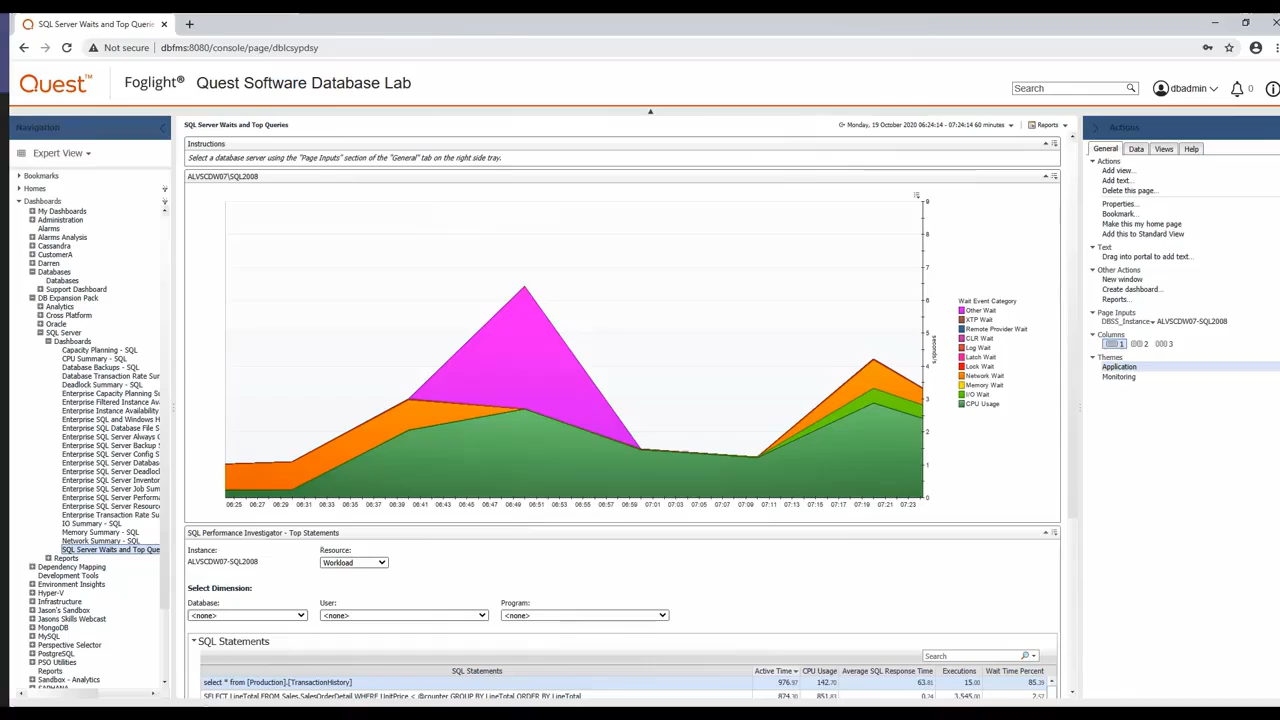 SQL Server Waits and Top Querie
Not secure dbfms:8080/console/page/dblcsypdsy
Quest™ Foglight® Quest Software Database Lab
Search dbadmin 0
Navigation
Expert View
Bookmarks
Homes
Dashboards
My Dashboards
Administration
Alarms
Alarms Analysis
Cassandra
CustomerA
Darren
Databases
Databases
Support Dashboard
DB Expansion Pack
Analytics
Cross Platform
Oracle
SQL Server
Dashboards
Capacity Planning - SQL
CPU Summary - SQL
Database Backups - SQL
Database Transaction Rate Sur
Deadlock Summary - SQL
Enterprise Capacity Planning Su
Enterprise Filtered Instance Av
Enterprise Instance Availability
Enterprise SQL and Windows H
Enterprise SQL Database File S
Enterprise SQL Server Always C
Enterprise SQL Server Backup S
Enterprise SQL Server Config S
Enterprise SQL Server Databas
Enterprise SQL Server Deadloc
Enterprise SQL Server Inventor
Enterprise SQL Server Job Sum
Enterprise SQL Server Performa
Enterprise SQL Server Resourc
Enterprise Transaction Rate Su
IO Summary - SQL
Memory Summary - SQL
Network Summary - SQL
SQL Server Waits and Top Que
Reports
Dependency Mapping
Development Tools
Environment Insights
Hyper-V
Infrastructure
Jason's Sandbox
Jasons Skills Webcast
MongoDB
MySQL
Perspective Selector
PostgreSQL
PSO Utilities
Reports
Sandbox - Analytics
SAPHANA
SQL Server Waits and Top Queries
Monday, 19 October 2020 06:24:14 - 07:24:14 60 minutes Reports
Instructions
Select a database server using the "Page Inputs" section of the "General" tab on the right side tray.
ALVSCDW07\SQL2008
9
8
7
6
5
4
3
2
1
0
seconds/s
06:25 06:27 06:29 06:31 06:33 06:35 06:37 06:39 06:41 06:43 06:45 06:47 06:49 06:51 06:53 06:55 06:57 06:59 07:01 07:03 07:05 07:07 07:09 07:11 07:13 07:15 07:17 07:19 07:21 07:23
Wait Event Category
Other Wait
XTP Wait
Remote Provider Wait
CLR Wait
Log Wait
Latch Wait
Lock Wait
Network Wait
Memory Wait
I/O Wait
CPU Usage
SQL Performance Investigator - Top Statements
Instance: Resource:
ALVSCDW07-SQL2008 Workload
Select Dimension:
Database: User: Program:
<none> <none> <none>
SQL Statements
Search
SQL Statements Active Time CPU Usage Average SQL Response Time Executions Wait Time Percent
select * from [Production].[TransactionHistory] 976.97 142.70 63.81 15.00 85.39
SELECT LineTotal FROM Sales.SalesOrderDetail WHERE UnitPrice < @counter GROUP BY LineTotal ORDER BY LineTotal 874.30 851.83 0.24 3,545.00 2.57
Actions
General Data Views Help
Actions
Add view...
Add text...
Delete this page...
Properties...
Bookmark...
Make this my home page
Add this to Standard View
Text
Drag into portal to add text...
Other Actions
New window
Create dashboard...
Reports...
Page Inputs
DBSS_Instance ALVSCDW07-SQL2008
Columns
1 2 3
Themes
Application
Monitoring